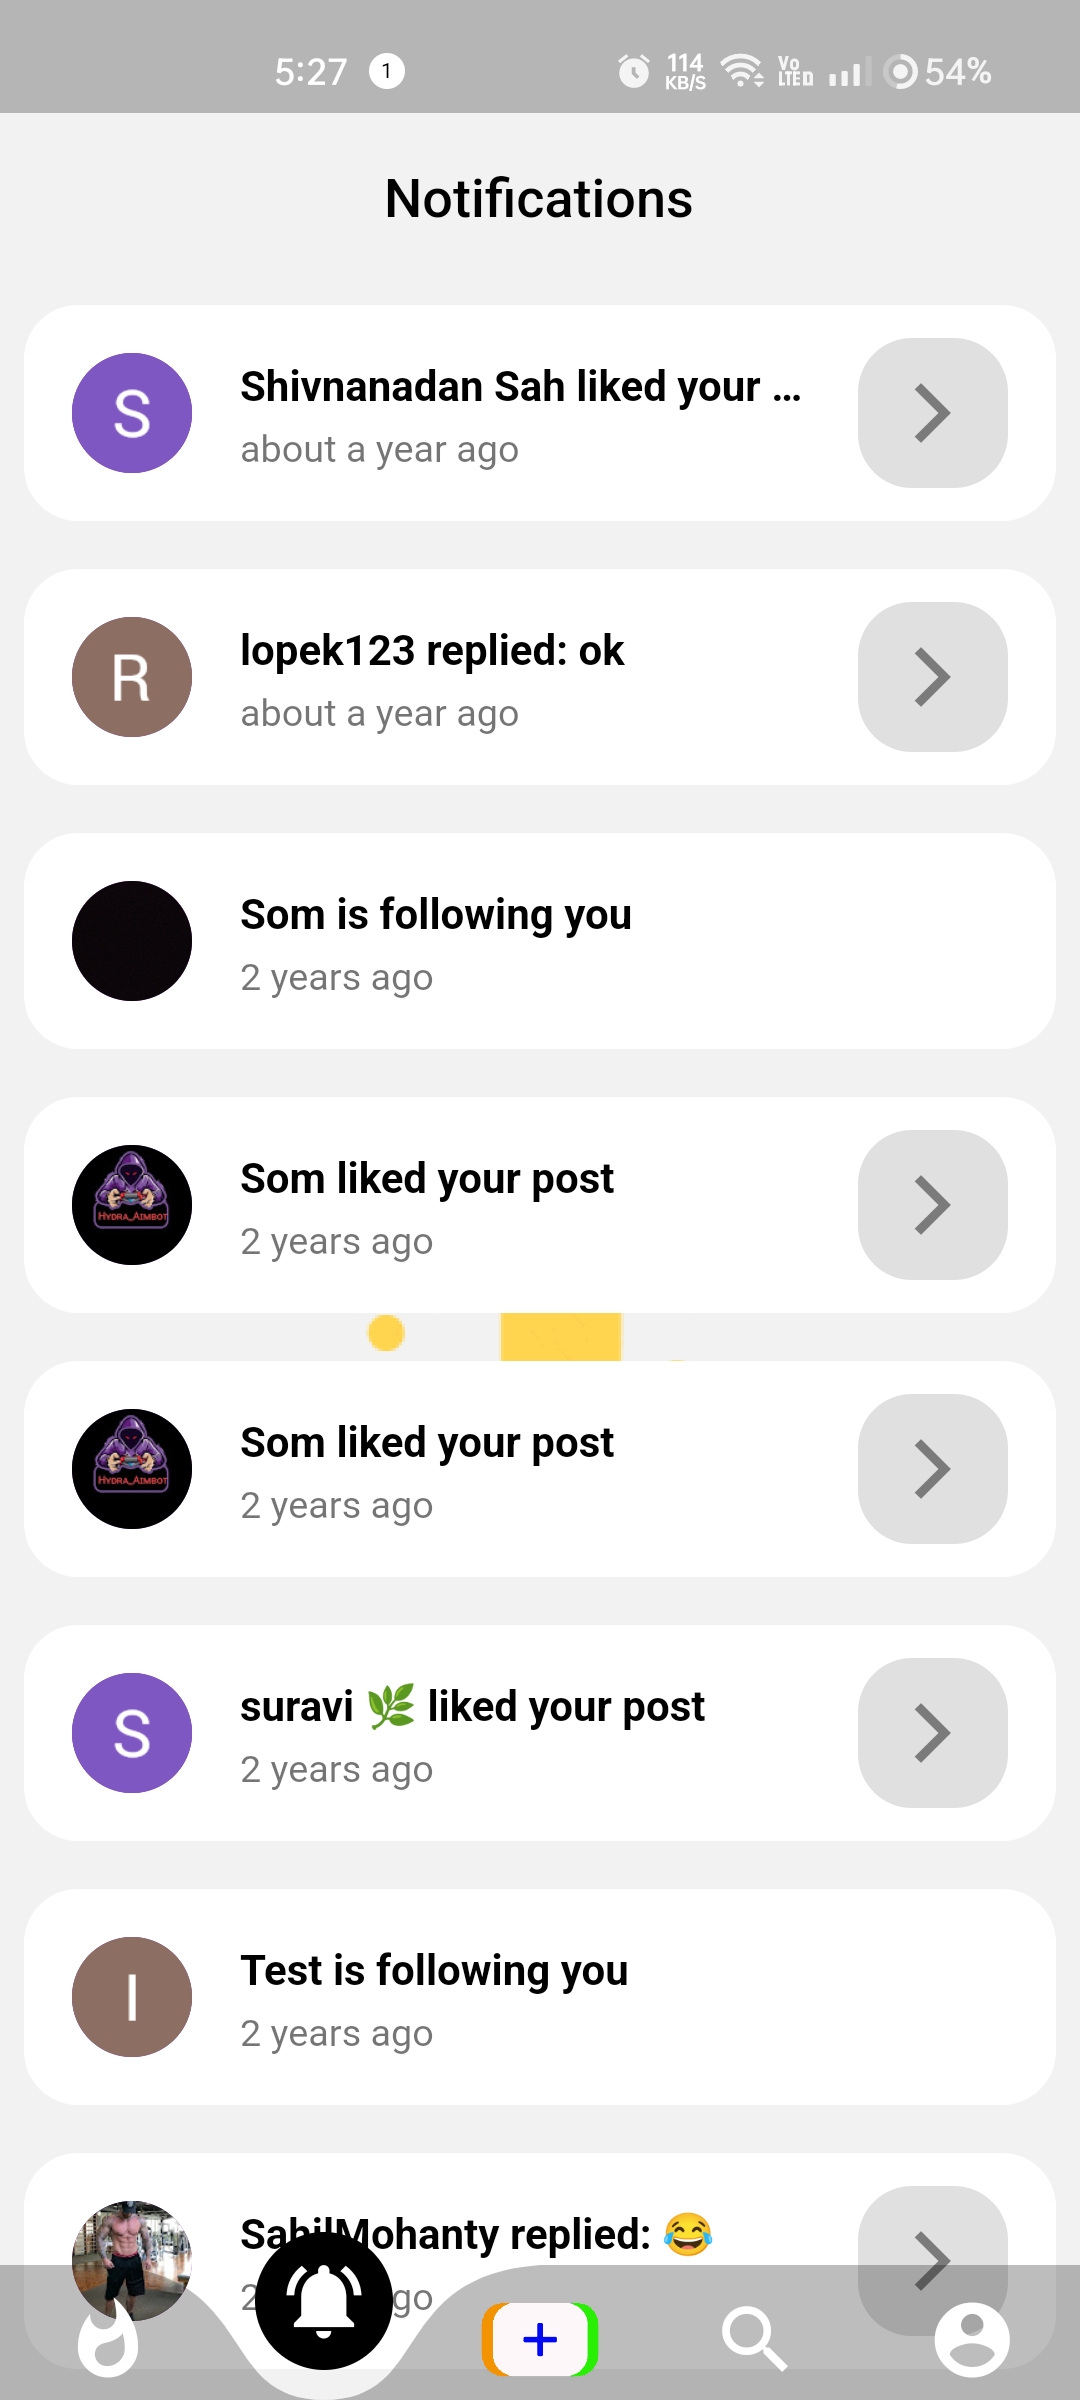 5:27 1 114 KB/S Vo LTED 54%
Notifications
S
Shivnanadan Sah liked your ...
about a year ago
R
lopek123 replied: ok
about a year ago
Som is following you
2 years ago
HYDRA_AIMBOT
Som liked your post
2 years ago
HYDRA_AIMBOT
Som liked your post
2 years ago
S
suravi 🌿 liked your post
2 years ago
I
Test is following you
2 years ago
SahilMohanty replied: 😂
2 go